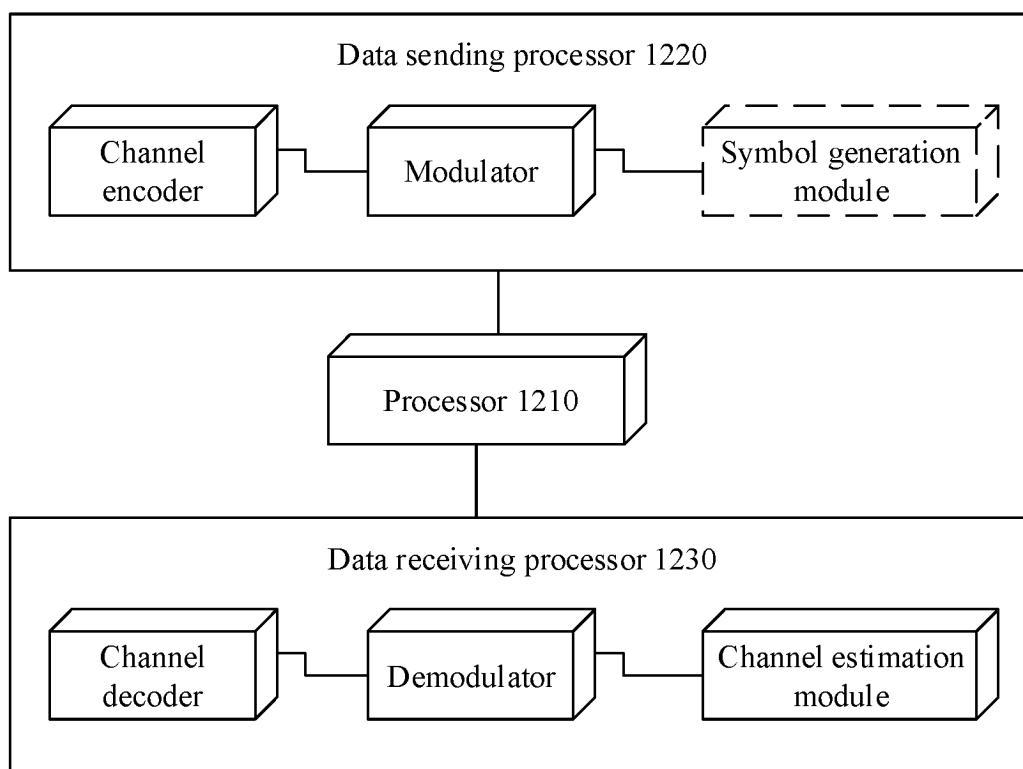 Data sending processor 1220
Channel
encoder
Modulator
Symbol generation
module
Processor 1210
Data receiving processor 1230
Channel
decoder
Demodulator
Channel estimation
module